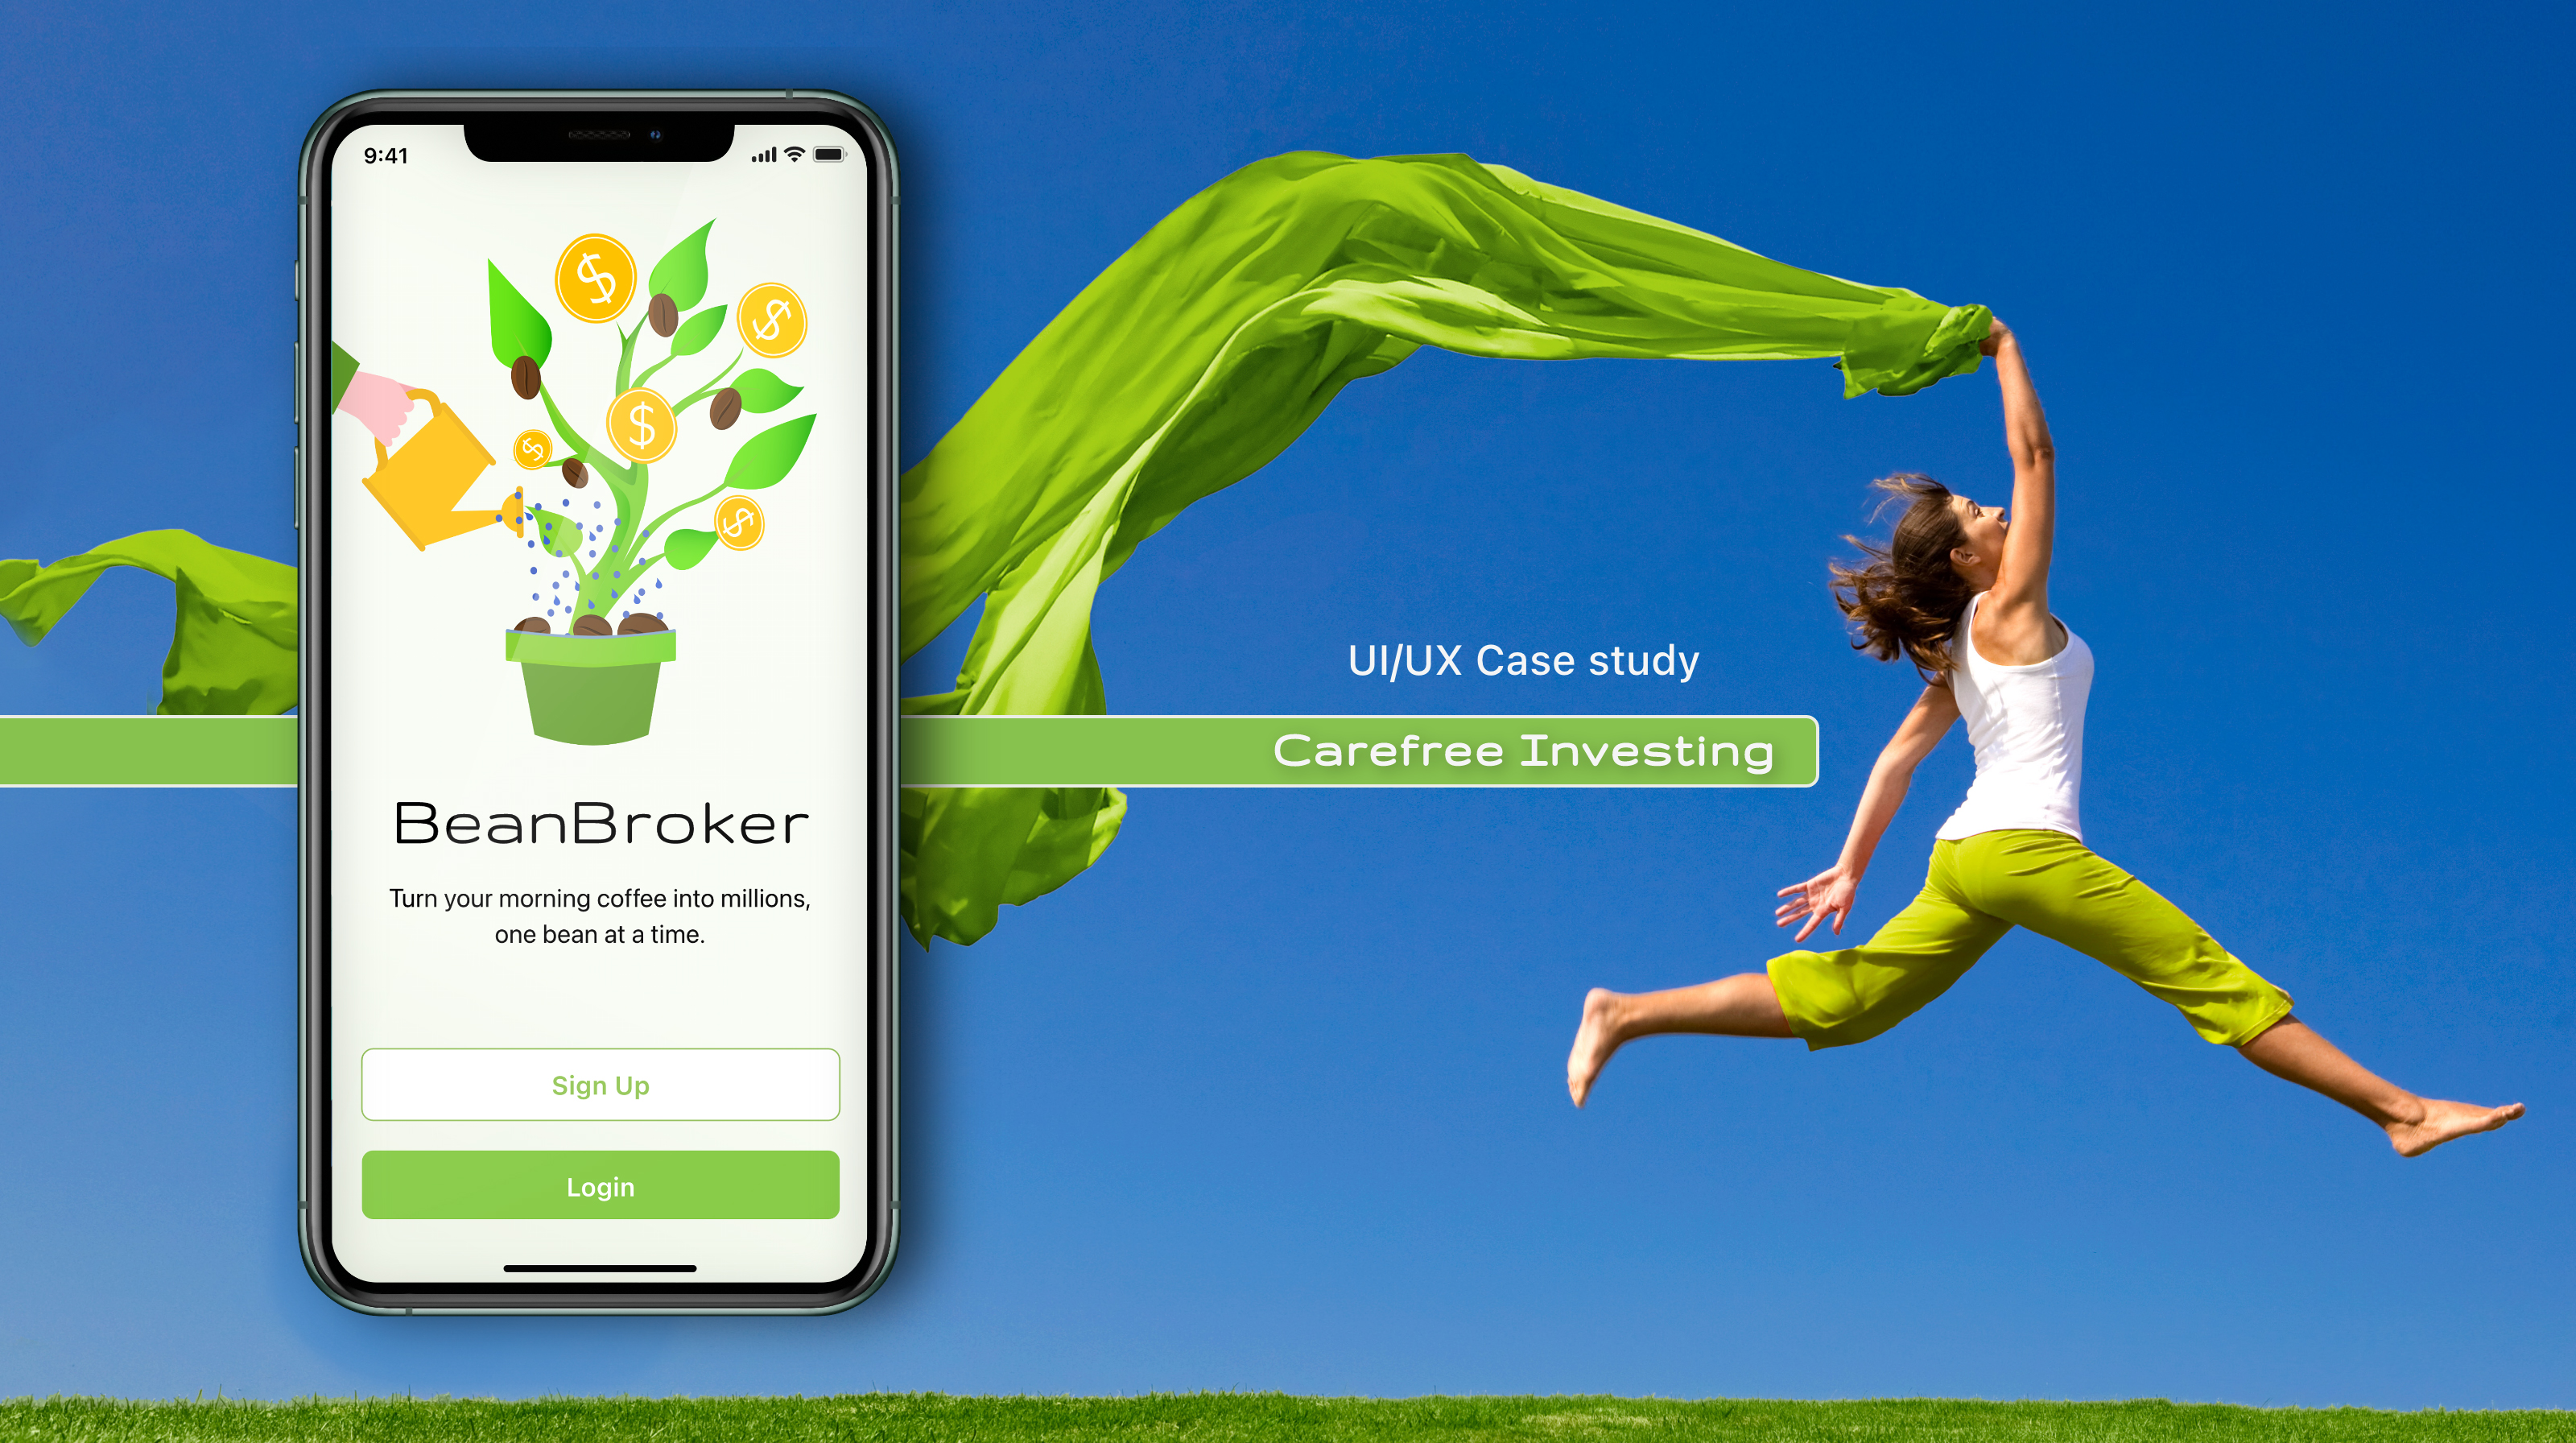 9:41
$
$
$
$
$
BeanBroker
Turn your morning coffee into millions,
one bean at a time.
Sign Up
Login
UI/UX Case study
Carefree Investing